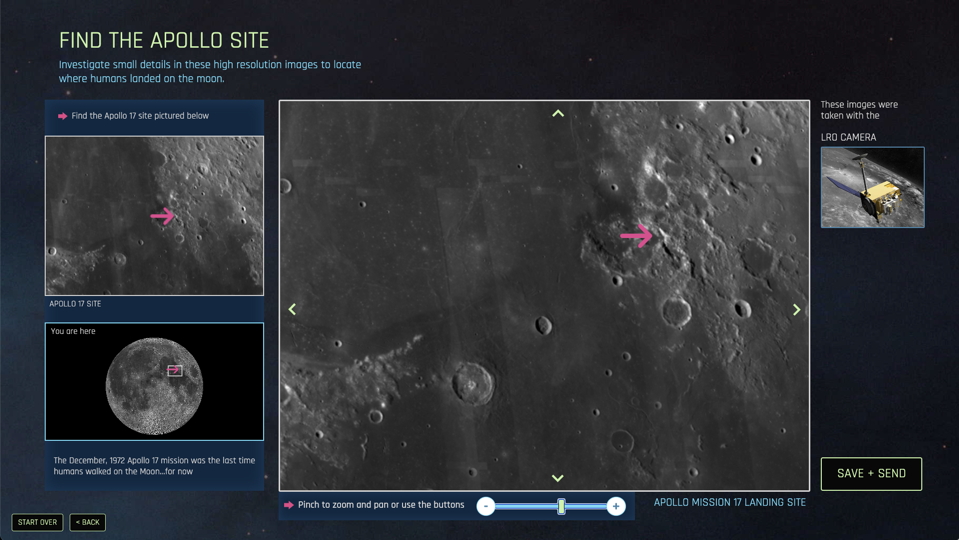 FIND THE APOLLO SITE
Investigate small details in these high resolution images to locate
where humans landed on the moon.
Find the Apollo 17 site pictured below
APOLLO 17 SITE
You are here
The December, 1972 Apollo 17 mission was the last time
humans walked on the Moon...for now
These images were
taken with the
LRO CAMERA
SAVE + SEND
Pinch to zoom and pan or use the buttons
-
+
APOLLO MISSION 17 LANDING SITE
START OVER
< BACK